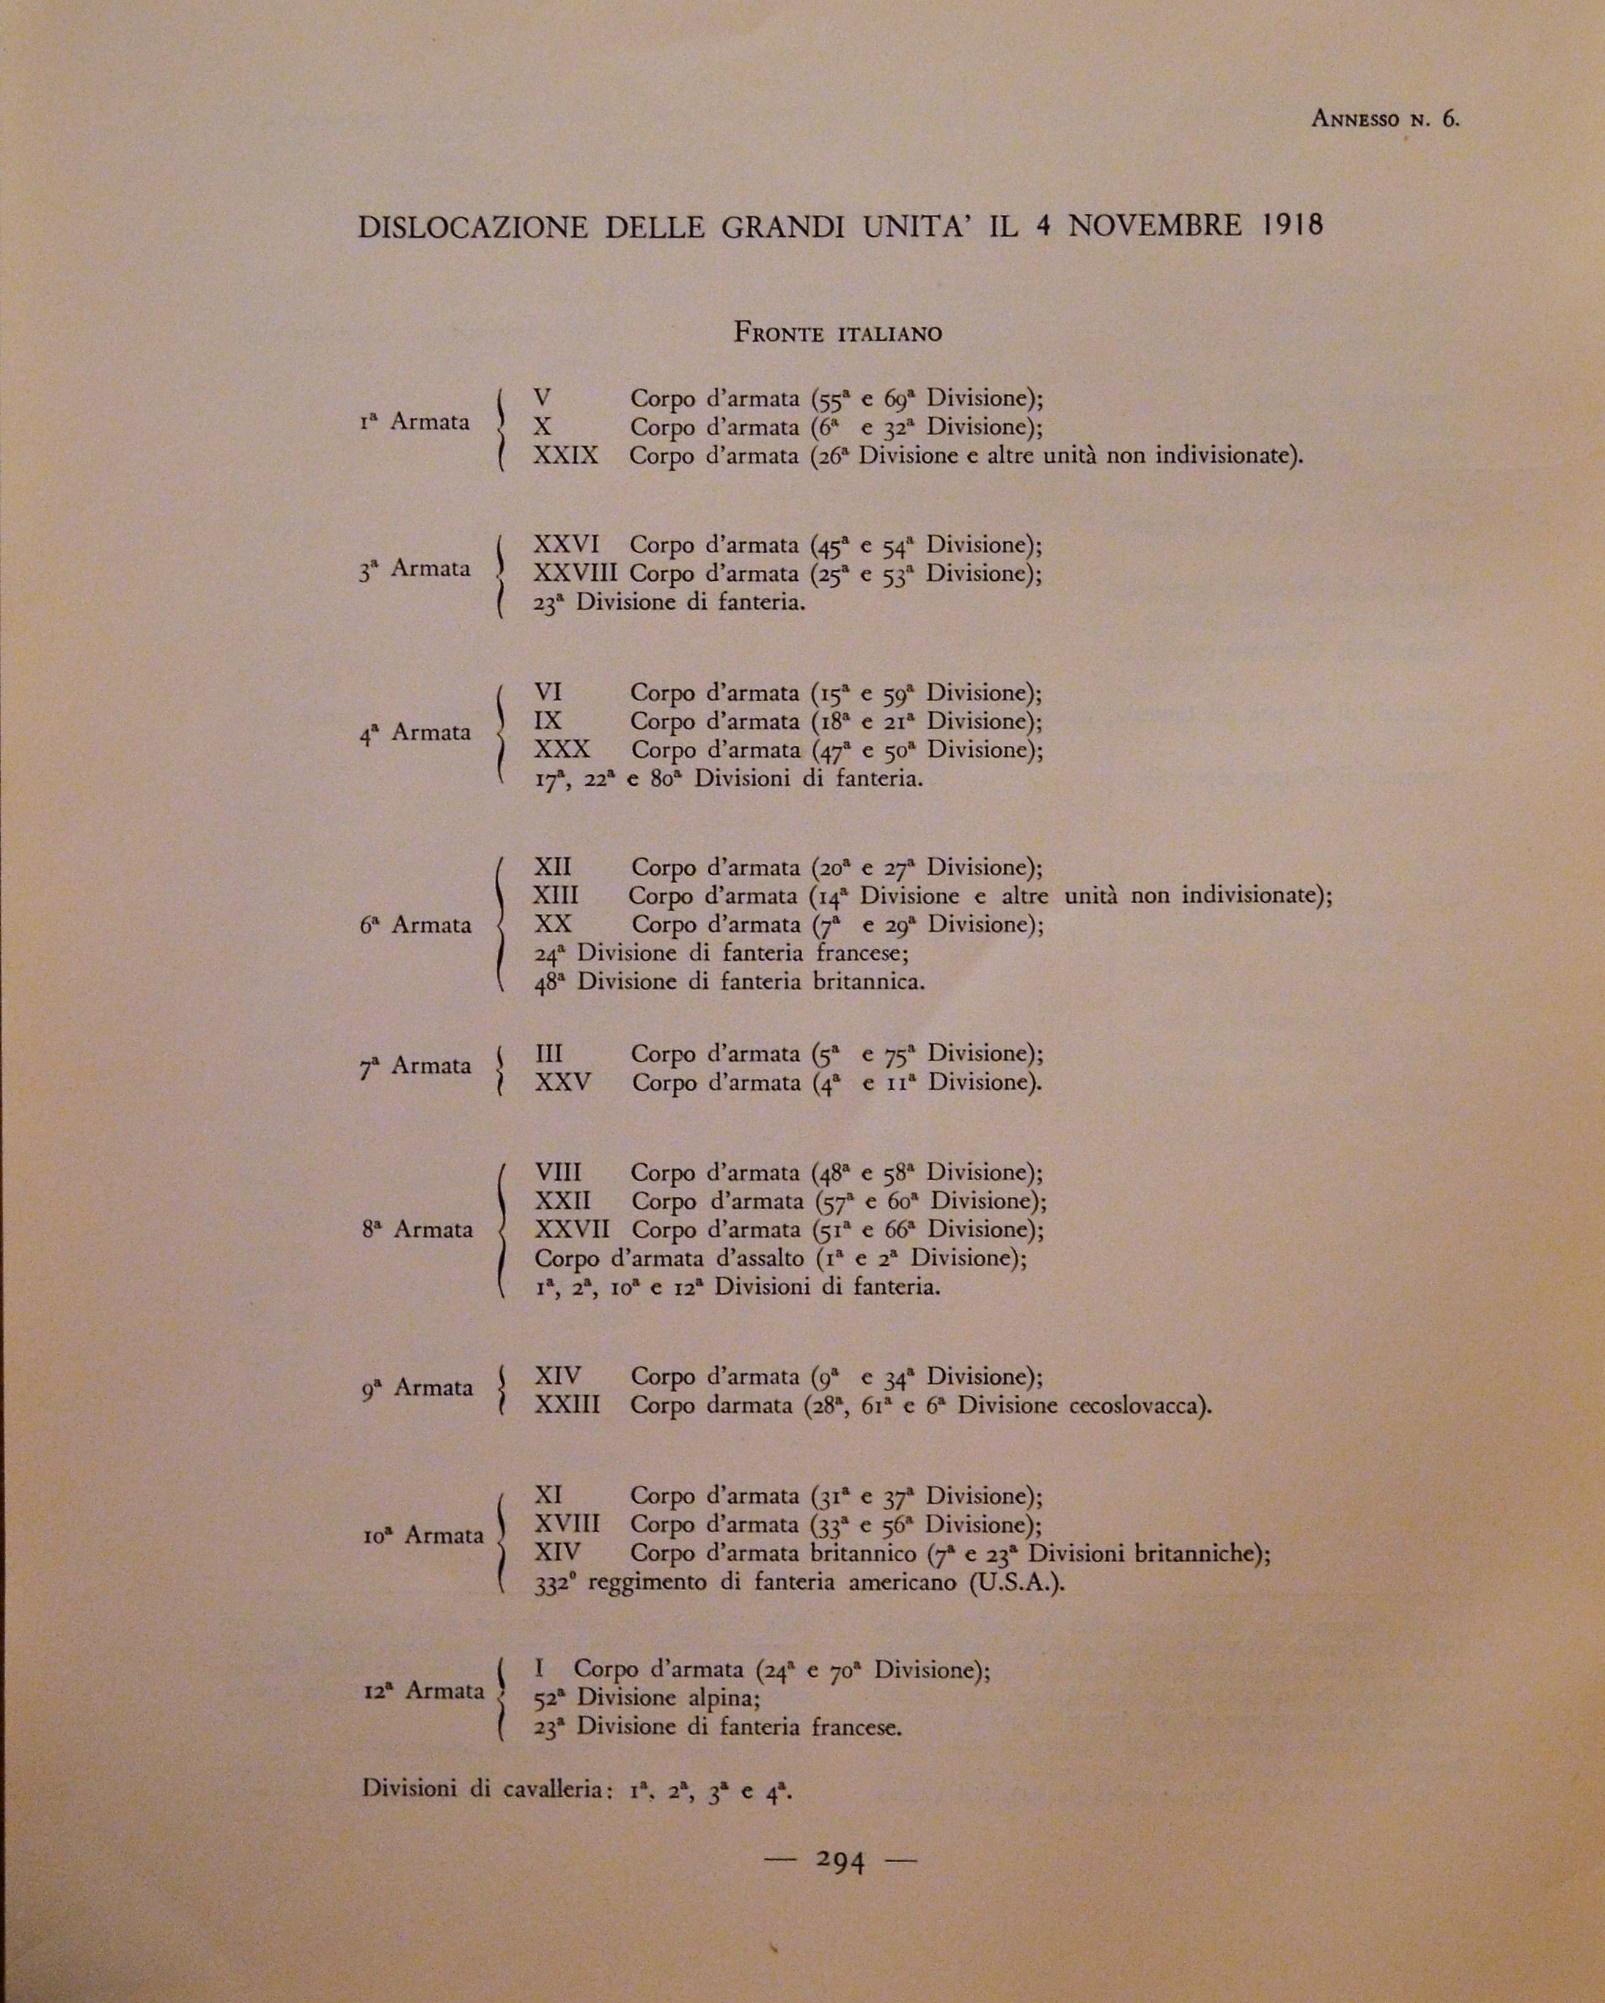 Annesso n. 6.
DISLOCAZIONE DELLE GRANDI UNITA' IL 4 NOVEMBRE 1918
Fronte italiano
1ª Armata
V Corpo d'armata (55ª e 69ª Divisione);
X Corpo d'armata (6ª e 32ª Divisione);
XXIX Corpo d'armata (26ª Divisione e altre unità non indivisionate).
3ª Armata
XXVI Corpo d'armata (45ª e 54ª Divisione);
XXVIII Corpo d'armata (25ª e 53ª Divisione);
23ª Divisione di fanteria.
4ª Armata
VI Corpo d'armata (15ª e 59ª Divisione);
IX Corpo d'armata (18ª e 21ª Divisione);
XXX Corpo d'armata (47ª e 50ª Divisione);
17ª, 22ª e 80ª Divisioni di fanteria.
6ª Armata
XII Corpo d'armata (20ª e 27ª Divisione);
XIII Corpo d'armata (14ª Divisione e altre unità non indivisionate);
XX Corpo d'armata (7ª e 29ª Divisione);
24ª Divisione di fanteria francese;
48ª Divisione di fanteria britannica.
7ª Armata
III Corpo d'armata (5ª e 75ª Divisione);
XXV Corpo d'armata (4ª e 11ª Divisione).
8ª Armata
VIII Corpo d'armata (48ª e 58ª Divisione);
XXII Corpo d'armata (57ª e 60ª Divisione);
XXVII Corpo d'armata (51ª e 66ª Divisione);
Corpo d'armata d'assalto (1ª e 2ª Divisione);
1ª, 2ª, 10ª e 12ª Divisioni di fanteria.
9ª Armata
XIV Corpo d'armata (9ª e 34ª Divisione);
XXIII Corpo darmata (28ª, 61ª e 6ª Divisione cecoslovacca).
10ª Armata
XI Corpo d'armata (31ª e 37ª Divisione);
XVIII Corpo d'armata (33ª e 56ª Divisione);
XIV Corpo d'armata britannico (7ª e 23ª Divisioni britanniche);
332º reggimento di fanteria americano (U.S.A.).
12ª Armata
I Corpo d'armata (24ª e 70ª Divisione);
52ª Divisione alpina;
23ª Divisione di fanteria francese.
Divisioni di cavalleria: 1ª, 2ª, 3ª e 4ª.
— 294 —